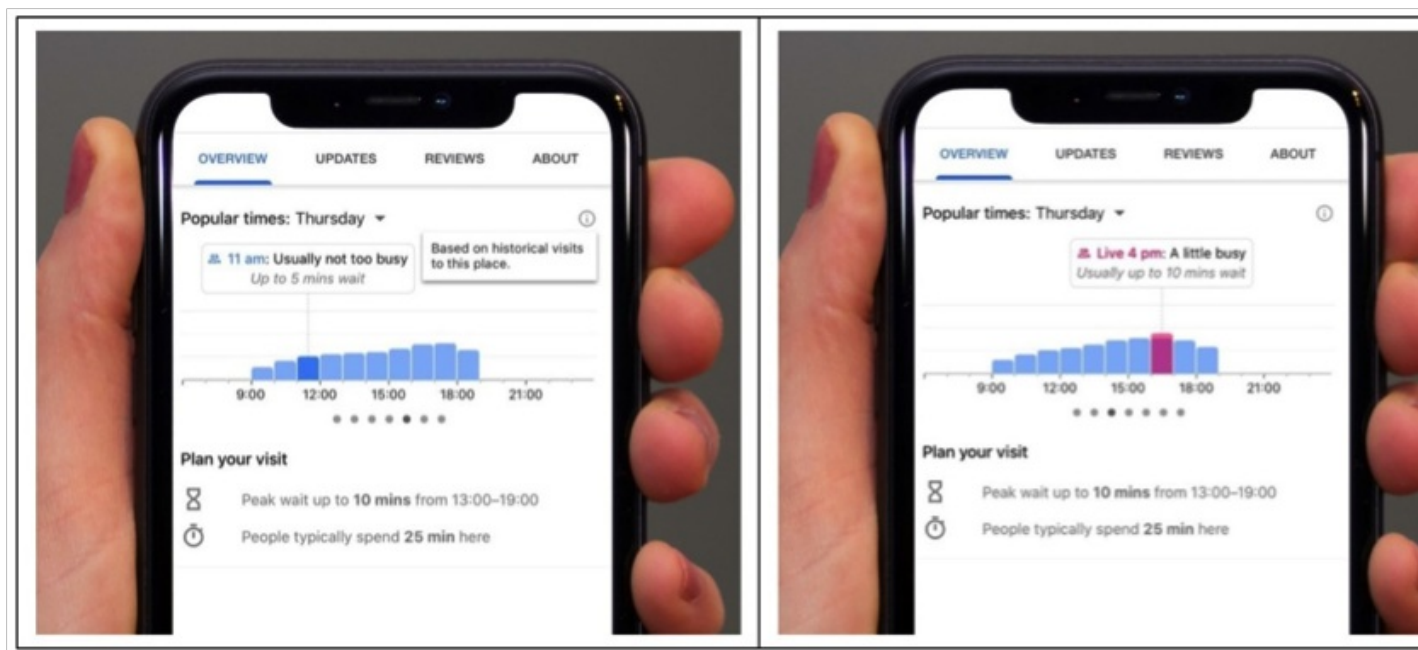 OVERVIEW UPDATES REVIEWS ABOUT
Popular times: Thursday
11 am: Usually not too busy
Up to 5 mins wait
Based on historical visits
to this place.
9:00 12:00 15:00 18:00 21:00
Plan your visit
Peak wait up to 10 mins from 13:00–19:00
People typically spend 25 min here
OVERVIEW UPDATES REVIEWS ABOUT
Popular times: Thursday
Live 4 pm: A little busy
Usually up to 10 mins wait
9:00 12:00 15:00 18:00 21:00
Plan your visit
Peak wait up to 10 mins from 13:00–19:00
People typically spend 25 min here